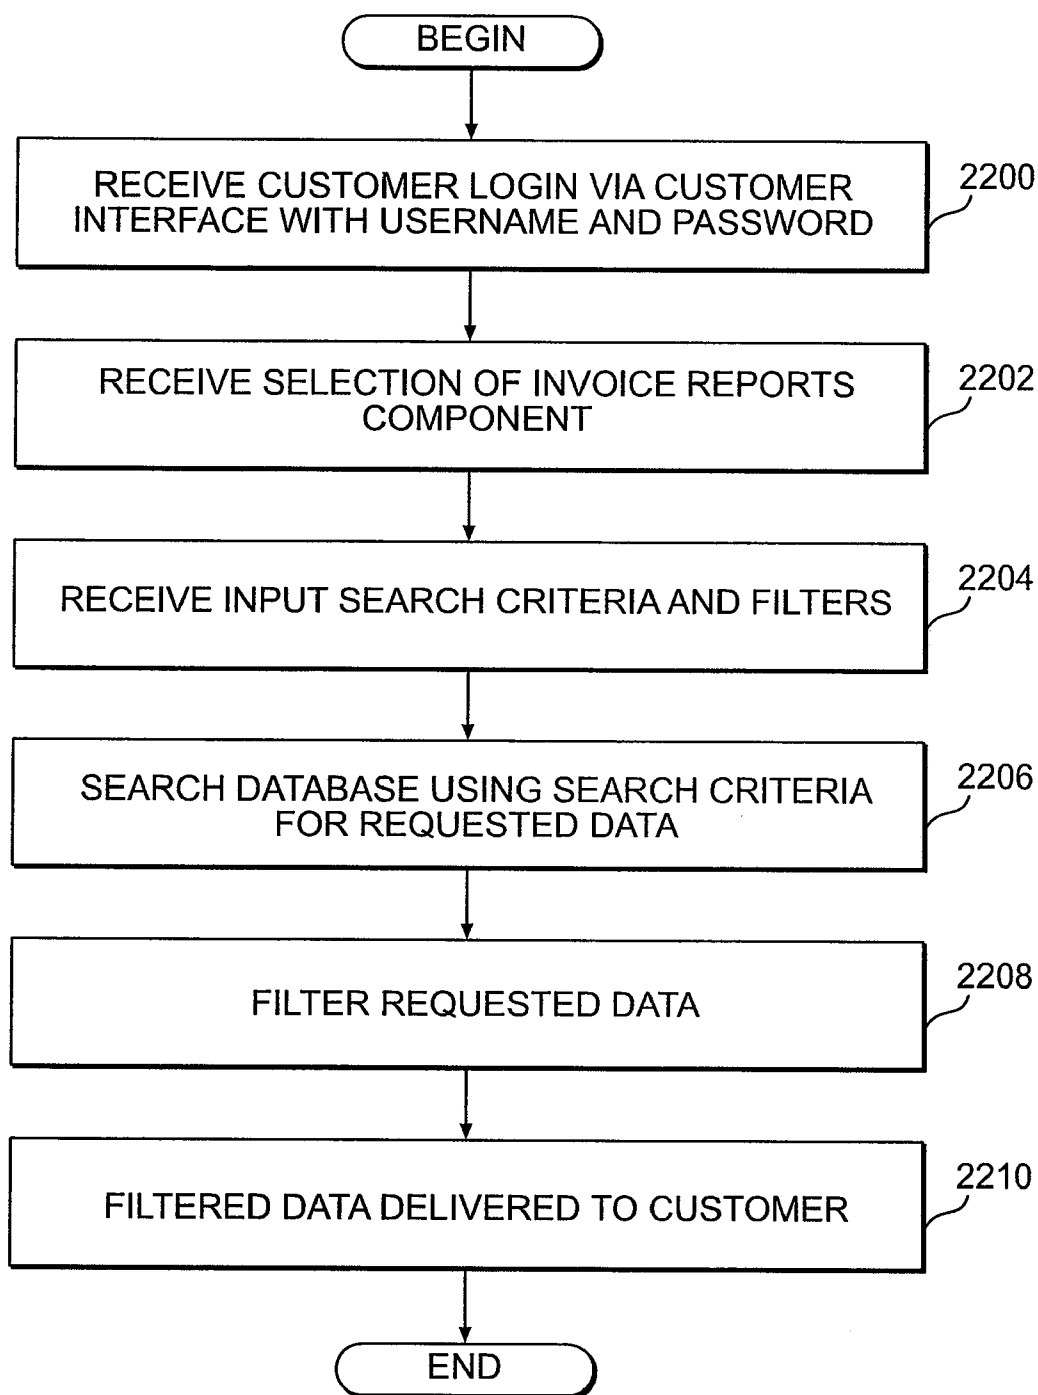 BEGIN
RECEIVE CUSTOMER LOGIN VIA CUSTOMER
INTERFACE WITH USERNAME AND PASSWORD
2200
RECEIVE SELECTION OF INVOICE REPORTS
COMPONENT
2202
RECEIVE INPUT SEARCH CRITERIA AND FILTERS
2204
SEARCH DATABASE USING SEARCH CRITERIA
FOR REQUESTED DATA
2206
FILTER REQUESTED DATA
2208
FILTERED DATA DELIVERED TO CUSTOMER
2210
END